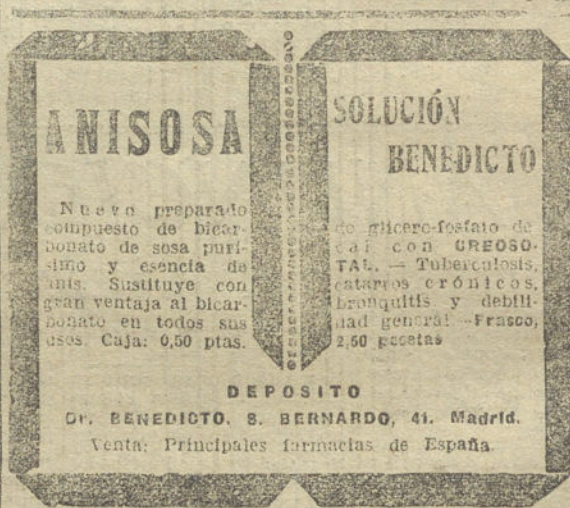 ANISOSA
Nuevo preparado
compuesto de bicar-
bonato de sosa purí-
simo y esencia de
anís. Sustituye con
gran ventaja al bicar-
bonato en todos sus
usos. Caja: 0,50 ptas.
SOLUCIÓN
BENEDICTO
de glicero-fosfato de
cal con CREOSO-
TAL. — Tuberculosis,
catarros crónicos,
bronquitis y debili-
dad general. —Frasco,
2,50 pesetas
DEPOSITO
Dr. BENEDICTO. S. BERNARDO, 41. Madrid.
Venta: Principales farmacias de España.